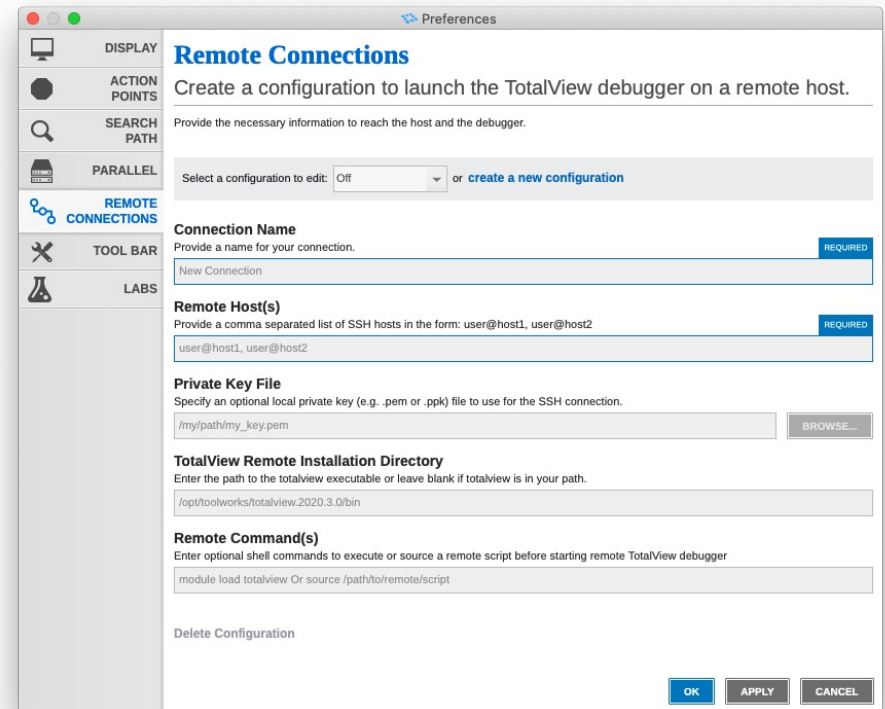 Preferences
DISPLAY
ACTION
POINTS
SEARCH
PATH
PARALLEL
REMOTE
CONNECTIONS
TOOL BAR
LABS
Remote Connections
Create a configuration to launch the TotalView debugger on a remote host.
Provide the necessary information to reach the host and the debugger.
Select a configuration to edit: Off or create a new configuration
Connection Name
Provide a name for your connection.
REQUIRED
New Connection
Remote Host(s)
Provide a comma separated list of SSH hosts in the form: user@host1, user@host2
REQUIRED
user@host1, user@host2
Private Key File
Specify an optional local private key (e.g. .pem or .ppk) file to use for the SSH connection.
/my/path/my_key.pem
BROWSE...
TotalView Remote Installation Directory
Enter the path to the totalview executable or leave blank if totalview is in your path.
/opt/toolworks/totalview.2020.3.0/bin
Remote Command(s)
Enter optional shell commands to execute or source a remote script before starting remote TotalView debugger
module load totalview Or source /path/to/remote/script
Delete Configuration
OK APPLY CANCEL